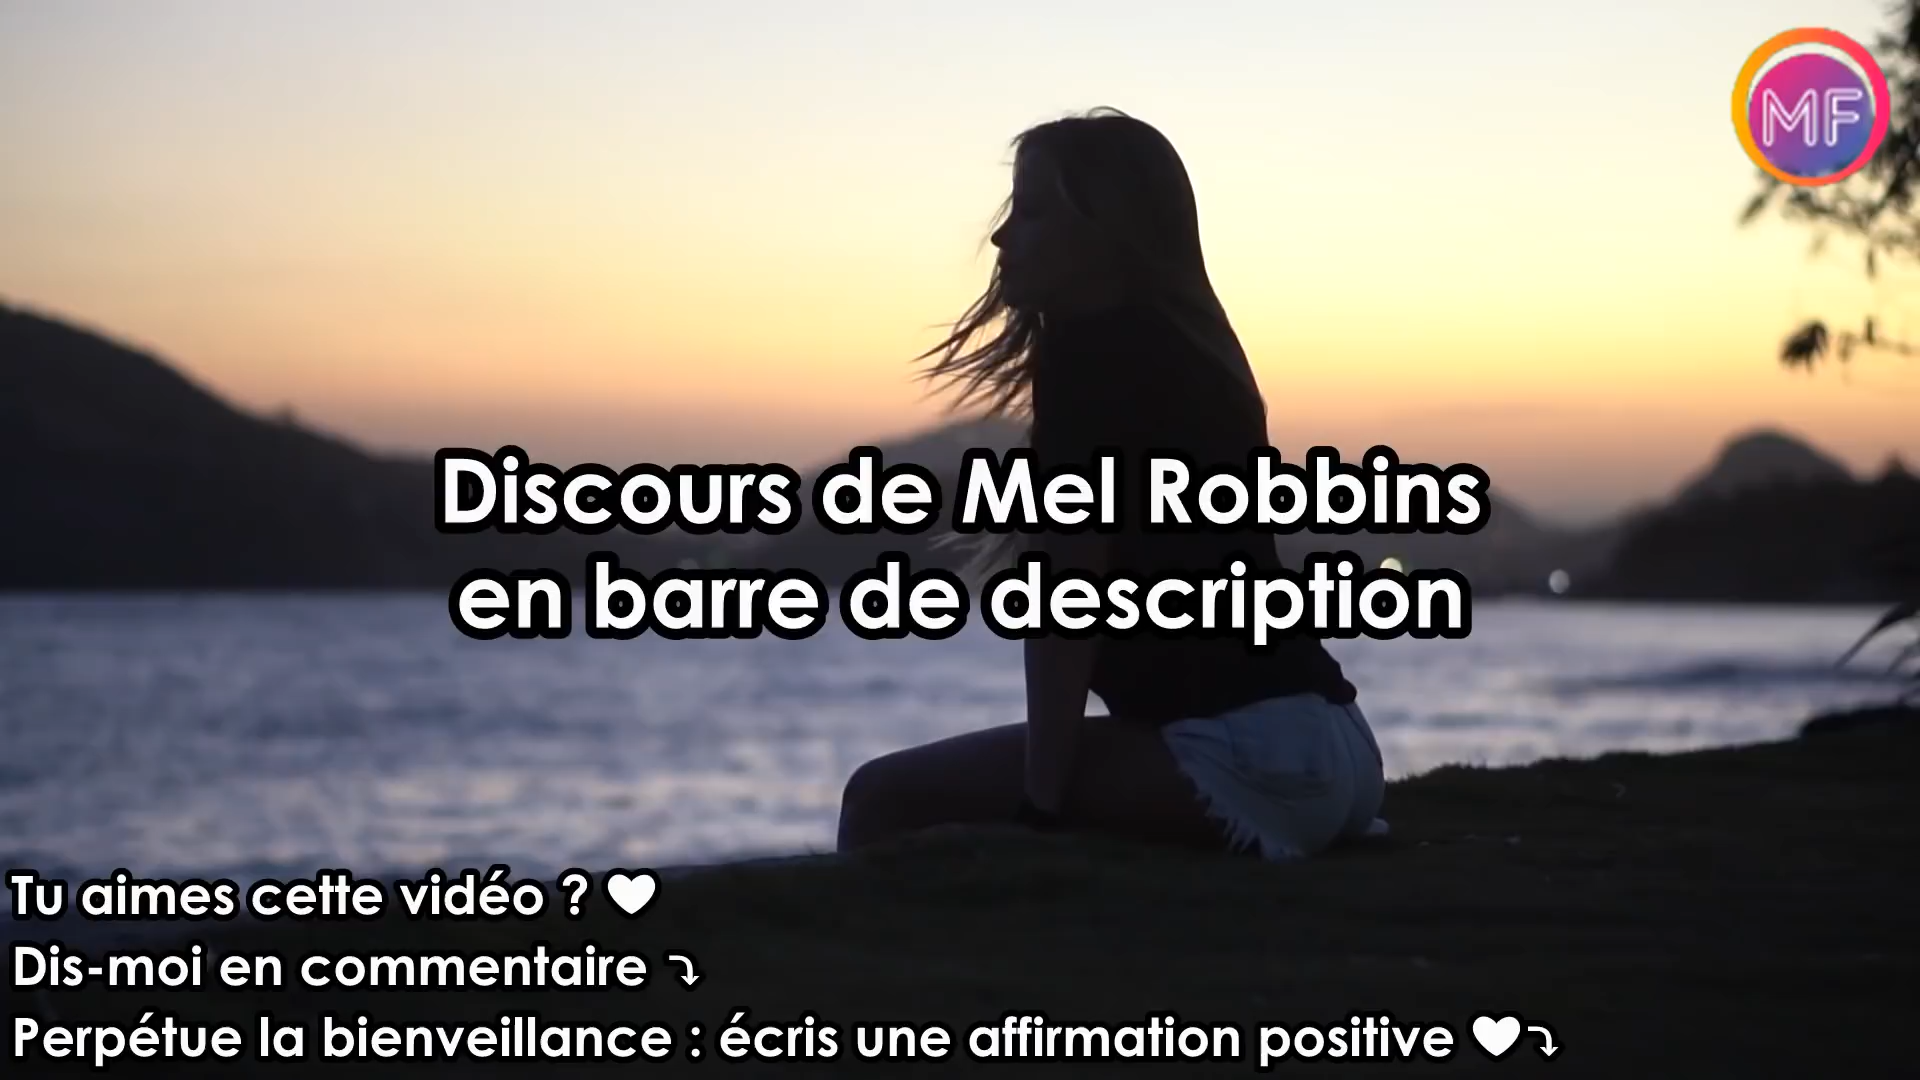 MF
Discours de Mel Robbins
en barre de description
Tu aimes cette vidéo ? ♥
Dis-moi en commentaire ⤵
Perpétue la bienveillance : écris une affirmation positive ♥⤵